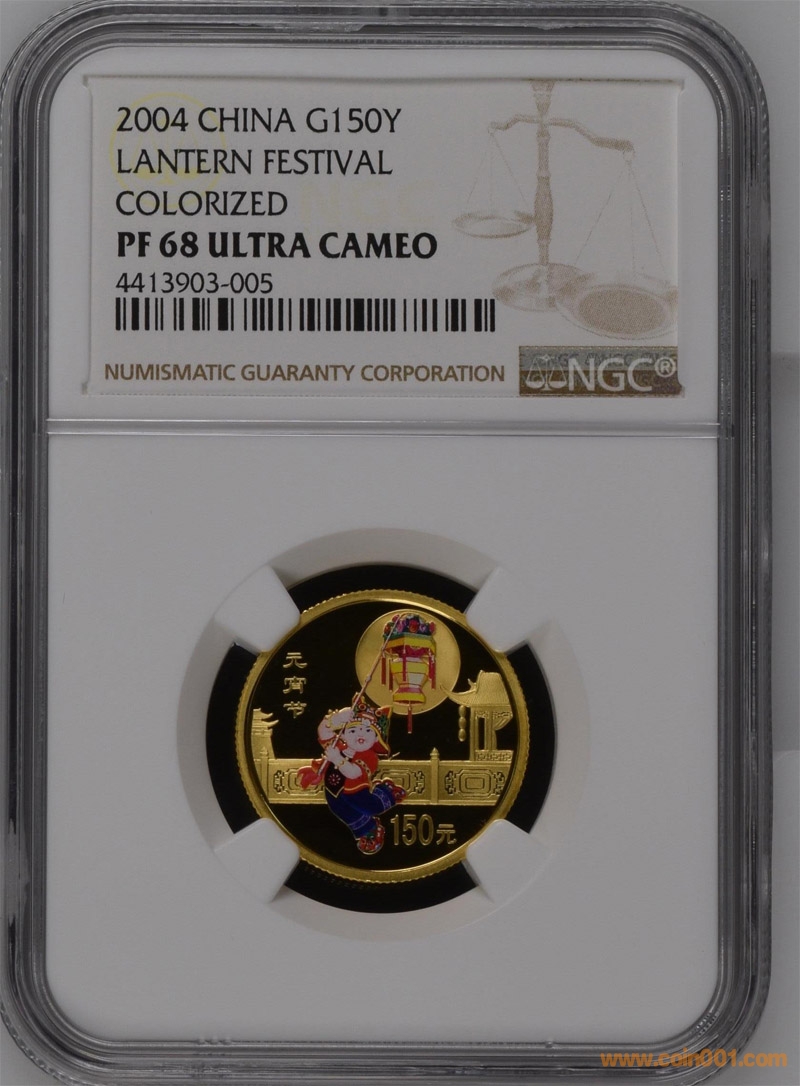 2004 CHINA G150Y
LANTERN FESTIVAL
COLORIZED
PF 68 ULTRA CAMEO
4413903-005
NUMISMATIC GUARANTY CORPORATION
NGC®
元宵节
150元
www.coin001.com